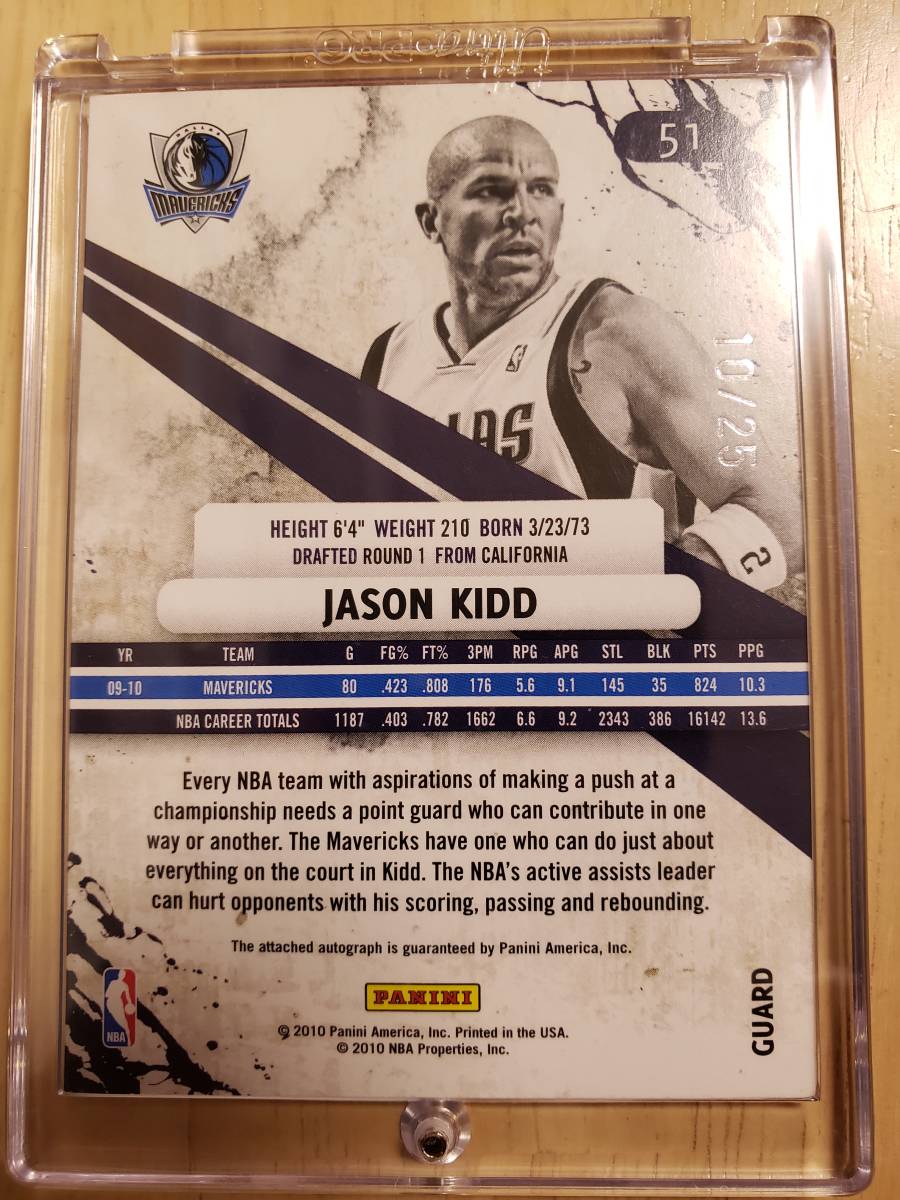 Ultra·PRO
DALLAS
MAVERICKS
51
10/25
LAS
2
HEIGHT 6'4" WEIGHT 210 BORN 3/23/73
DRAFTED ROUND 1 FROM CALIFORNIA
JASON KIDD
YR TEAM G FG% FT% 3PM RPG APG STL BLK PTS PPG
09-10 MAVERICKS 80 .423 .808 176 5.6 9.1 145 35 824 10.3
NBA CAREER TOTALS 1187 .403 .782 1662 6.6 9.2 2343 386 16142 13.6
Every NBA team with aspirations of making a push at a
championship needs a point guard who can contribute in one
way or another. The Mavericks have one who can do just about
everything on the court in Kidd. The NBA's active assists leader
can hurt opponents with his scoring, passing and rebounding.
The attached autograph is guaranteed by Panini America, Inc.
PANINI
NBA
GUARD
© 2010 Panini America, Inc. Printed in the USA.
© 2010 NBA Properties, Inc.